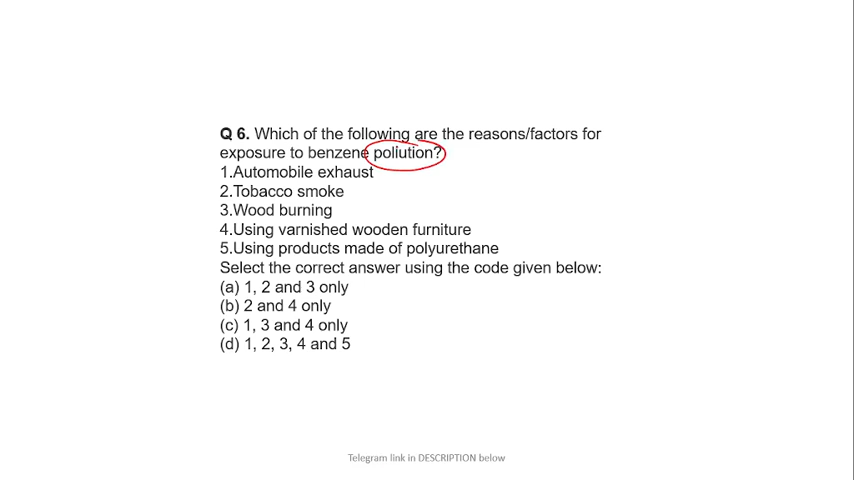 Q 6. Which of the following are the reasons/factors for
exposure to benzene pollution?
1.Automobile exhaust
2.Tobacco smoke
3.Wood burning
4.Using varnished wooden furniture
5.Using products made of polyurethane
Select the correct answer using the code given below:
(a) 1, 2 and 3 only
(b) 2 and 4 only
(c) 1, 3 and 4 only
(d) 1, 2, 3, 4 and 5
Telegram link in DESCRIPTION below